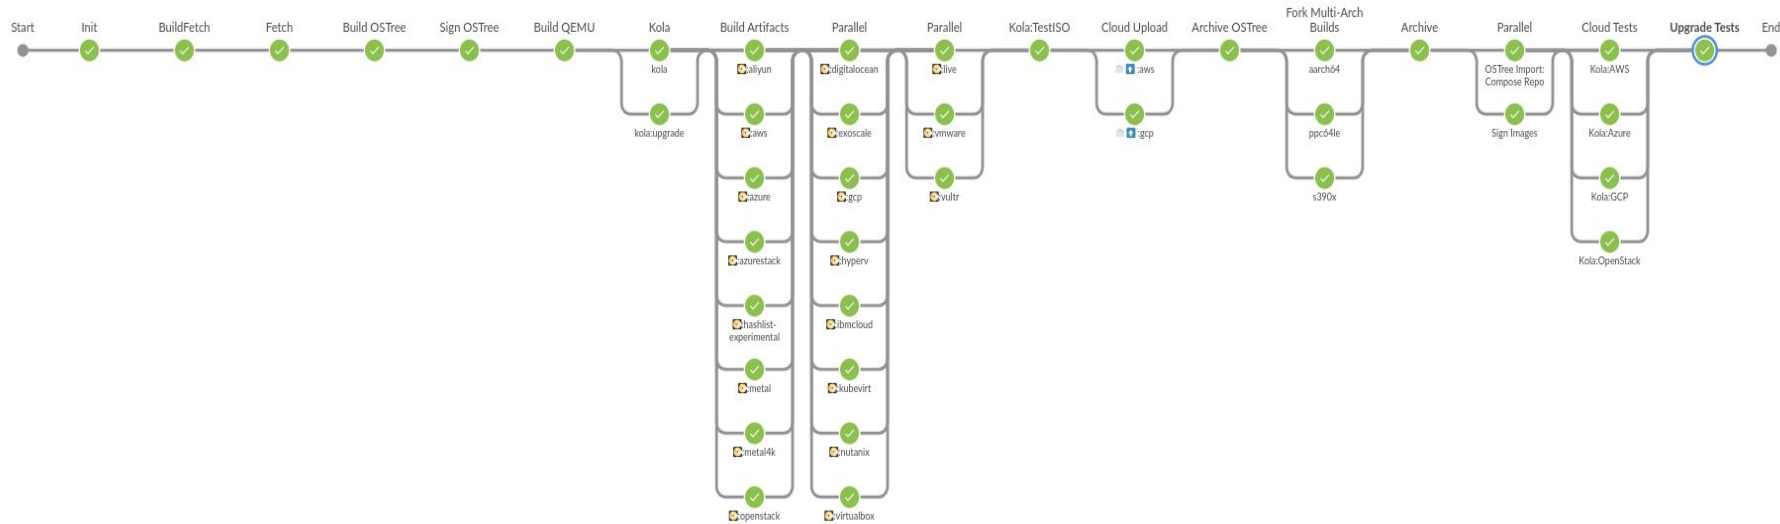 Fork Multi-Arch
Start Init BuildFetch Fetch Build OSTree Sign OSTree Build QEMU Kola Build Artifacts Parallel Parallel Kola:TestISO Cloud Upload Archive OSTree Builds Archive Parallel Cloud Tests Upgrade Tests End
kola :aliyun :digitalocean :live :aws aarch64 OSTree Import: Kola:AWS
Compose Repo
kola:upgrade :aws :exoscale :vmware :gcp ppc64le Sign Images Kola:Azure
:azure :gcp :vultr s390x Kola:GCP
:azurestack :hyperv Kola:OpenStack
:hashlist- :ibmcloud
experimental
:metal :kubevirt
:metal4k :nutanix
:openstack :virtualbox